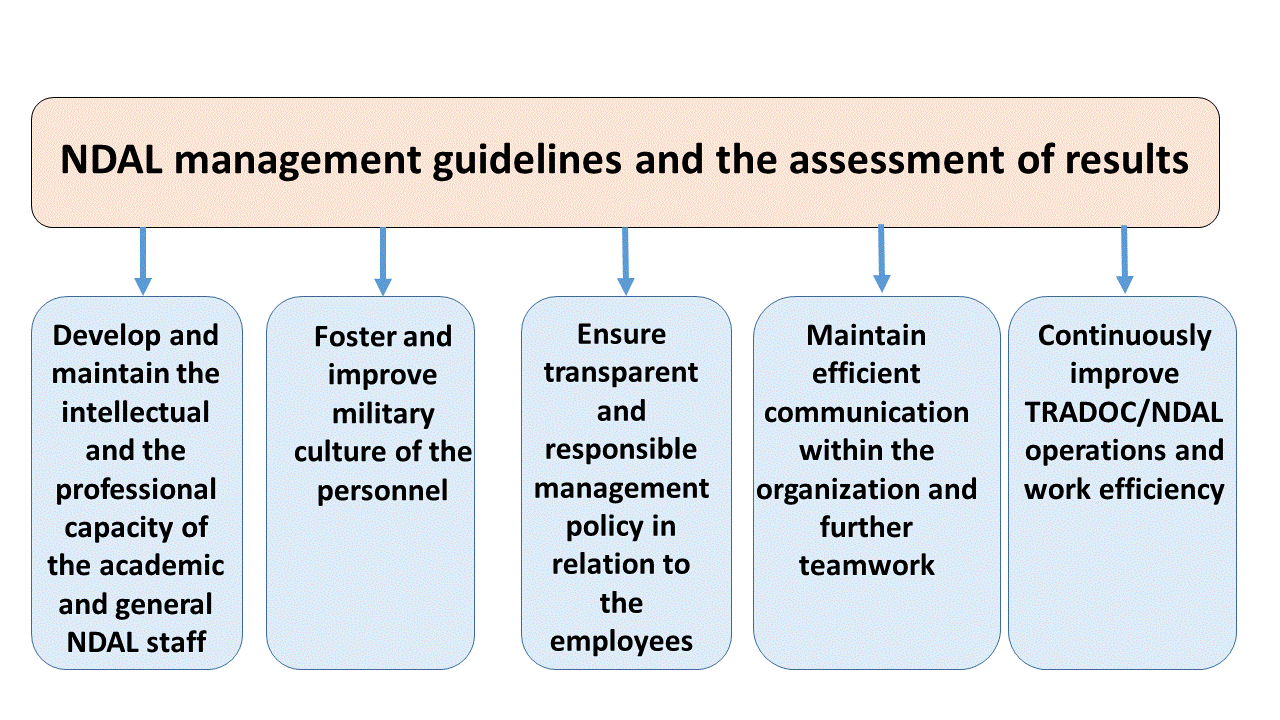 NDAL management guidelines and the assessment of results
Develop and
maintain the
intellectual
and the
professional
capacity of
the academic
and general
NDAL staff
Foster and
improve
military
culture of the
personnel
Ensure
transparent
and
responsible
management
policy in
relation to
the
employees
Maintain
efficient
communication
within the
organization and
further
teamwork
Continuously
improve
TRADOC/NDAL
operations and
work efficiency